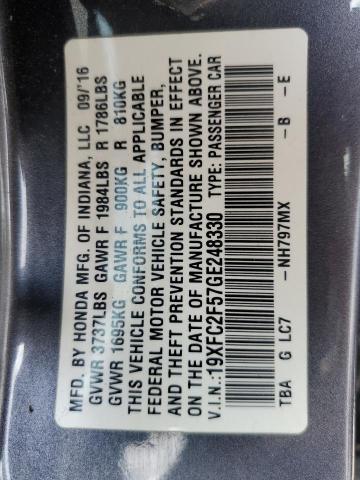 MFD. BY HONDA MFG. OF INDIANA, LLC 09/'16
GVWR 3737LBS GAWR F 1984LBS R 1786LBS
GVWR 1695KG GAWR F 900KG R 810KG
THIS VEHICLE CONFORMS TO ALL APPLICABLE
FEDERAL MOTOR VEHICLE SAFETY, BUMPER,
AND THEFT PREVENTION STANDARDS IN EFFECT
ON THE DATE OF MANUFACTURE SHOWN ABOVE.
V.I.N.:19XFC2F57GE248330 TYPE: PASSENGER CAR
TBA G LC7 -NH797MX -B -E